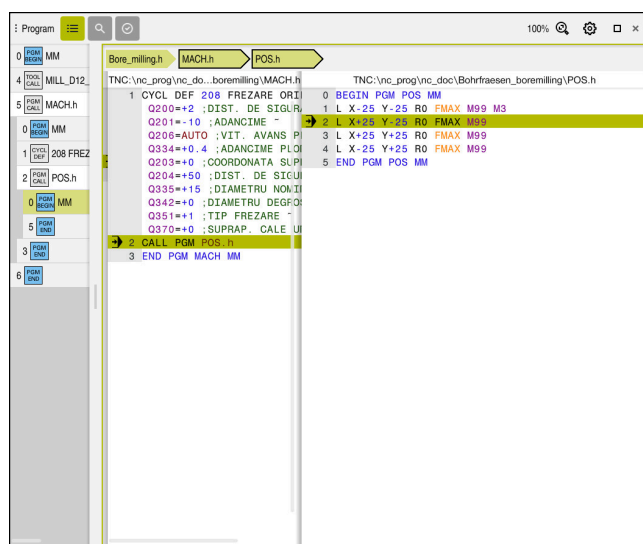 Program
100%
0 PGM BEGIN MM
4 TOOL CALL MILL_D12_
5 PGM CALL MACH.h
0 PGM BEGIN MM
1 CYCL DEF 208 FREZ
2 PGM CALL POS.h
0 PGM BEGIN MM
5 PGM END
3 PGM END
6 PGM END
Bore_milling.h MACH.h POS.h
TNC:\nc_prog\nc_do...boremilling\MACH.h
1 CYCL DEF 208 FREZARE ORI
Q200=+2 ;DIST. DE SIGURA
Q201=-10 ;ADANCIME ~
Q206=AUTO ;VIT. AVANS P
Q334=+0.4 ;ADANCIME PLO
Q203=+0 ;COORDONATA SUP
Q204=+50 ;DIST. DE SIGU
Q335=+15 ;DIAMETRU NOMI
Q342=+0 ;DIAMETRU DEGROS
Q351=+1 ;TIP FREZARE ~
Q370=+0 ;SUPRAP. CALE U
2 CALL PGM POS.h
3 END PGM MACH MM
TNC:\nc_prog\nc_doc\Bohrfraesen_boremilling\POS.h
0 BEGIN PGM POS MM
1 L X-25 Y-25 R0 FMAX M99 M3
2 L X+25 Y-25 R0 FMAX M99
3 L X+25 Y+25 R0 FMAX M99
4 L X-25 Y+25 R0 FMAX M99
5 END PGM POS MM